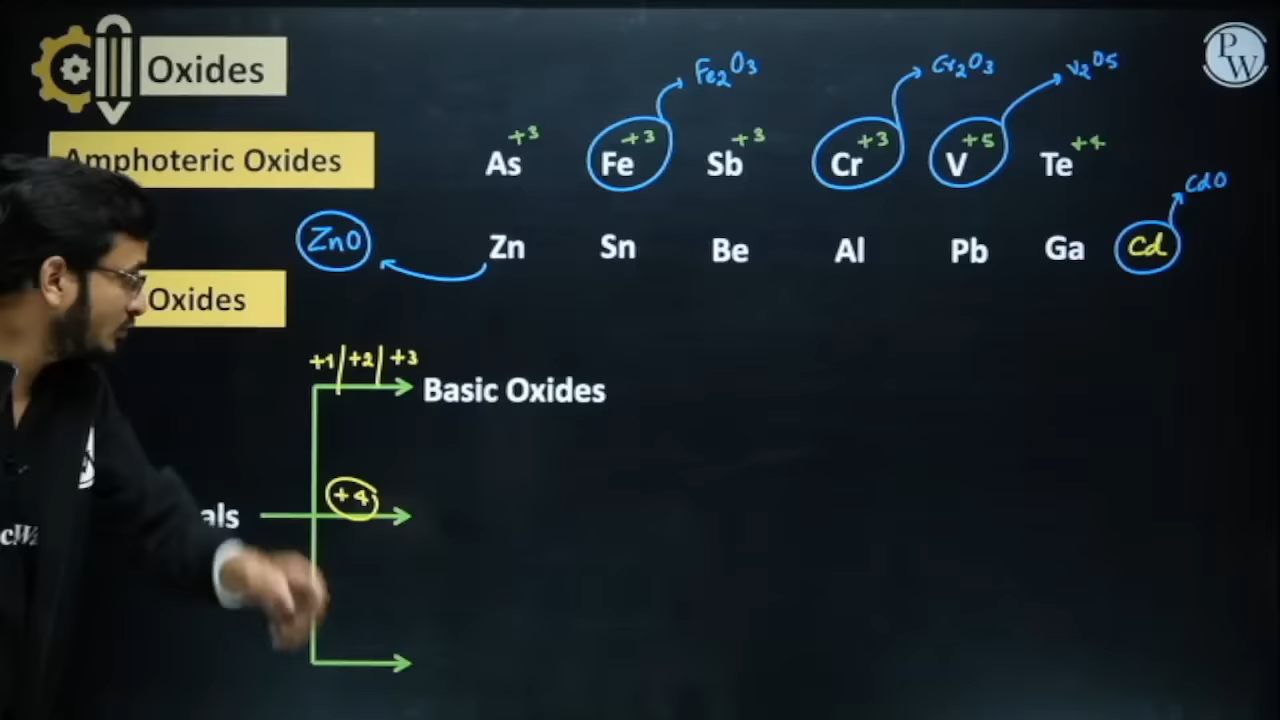 Oxides
Fe₂O₃
Cr₂O₃
V₂O₅
PW
Amphoteric Oxides
As+3 Fe+3 Sb+3 Cr+3 V+5 Te+4
CdO
ZnO
Zn Sn Be Al Pb Ga Cd
Oxides
+1 +2 +3
Basic Oxides
+4
als